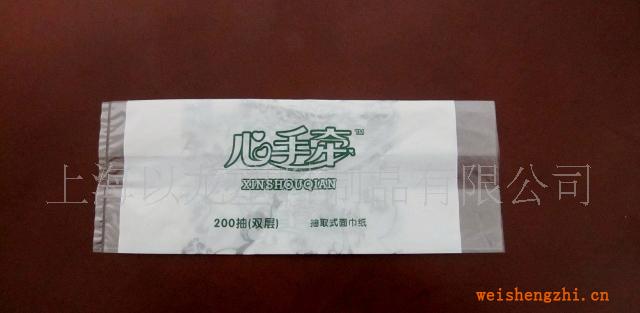 心手牵™
XINSHOUQIAN
200抽(双层) 抽取式面巾纸
上海以龙 制品有限公司
weishengzhi.cn